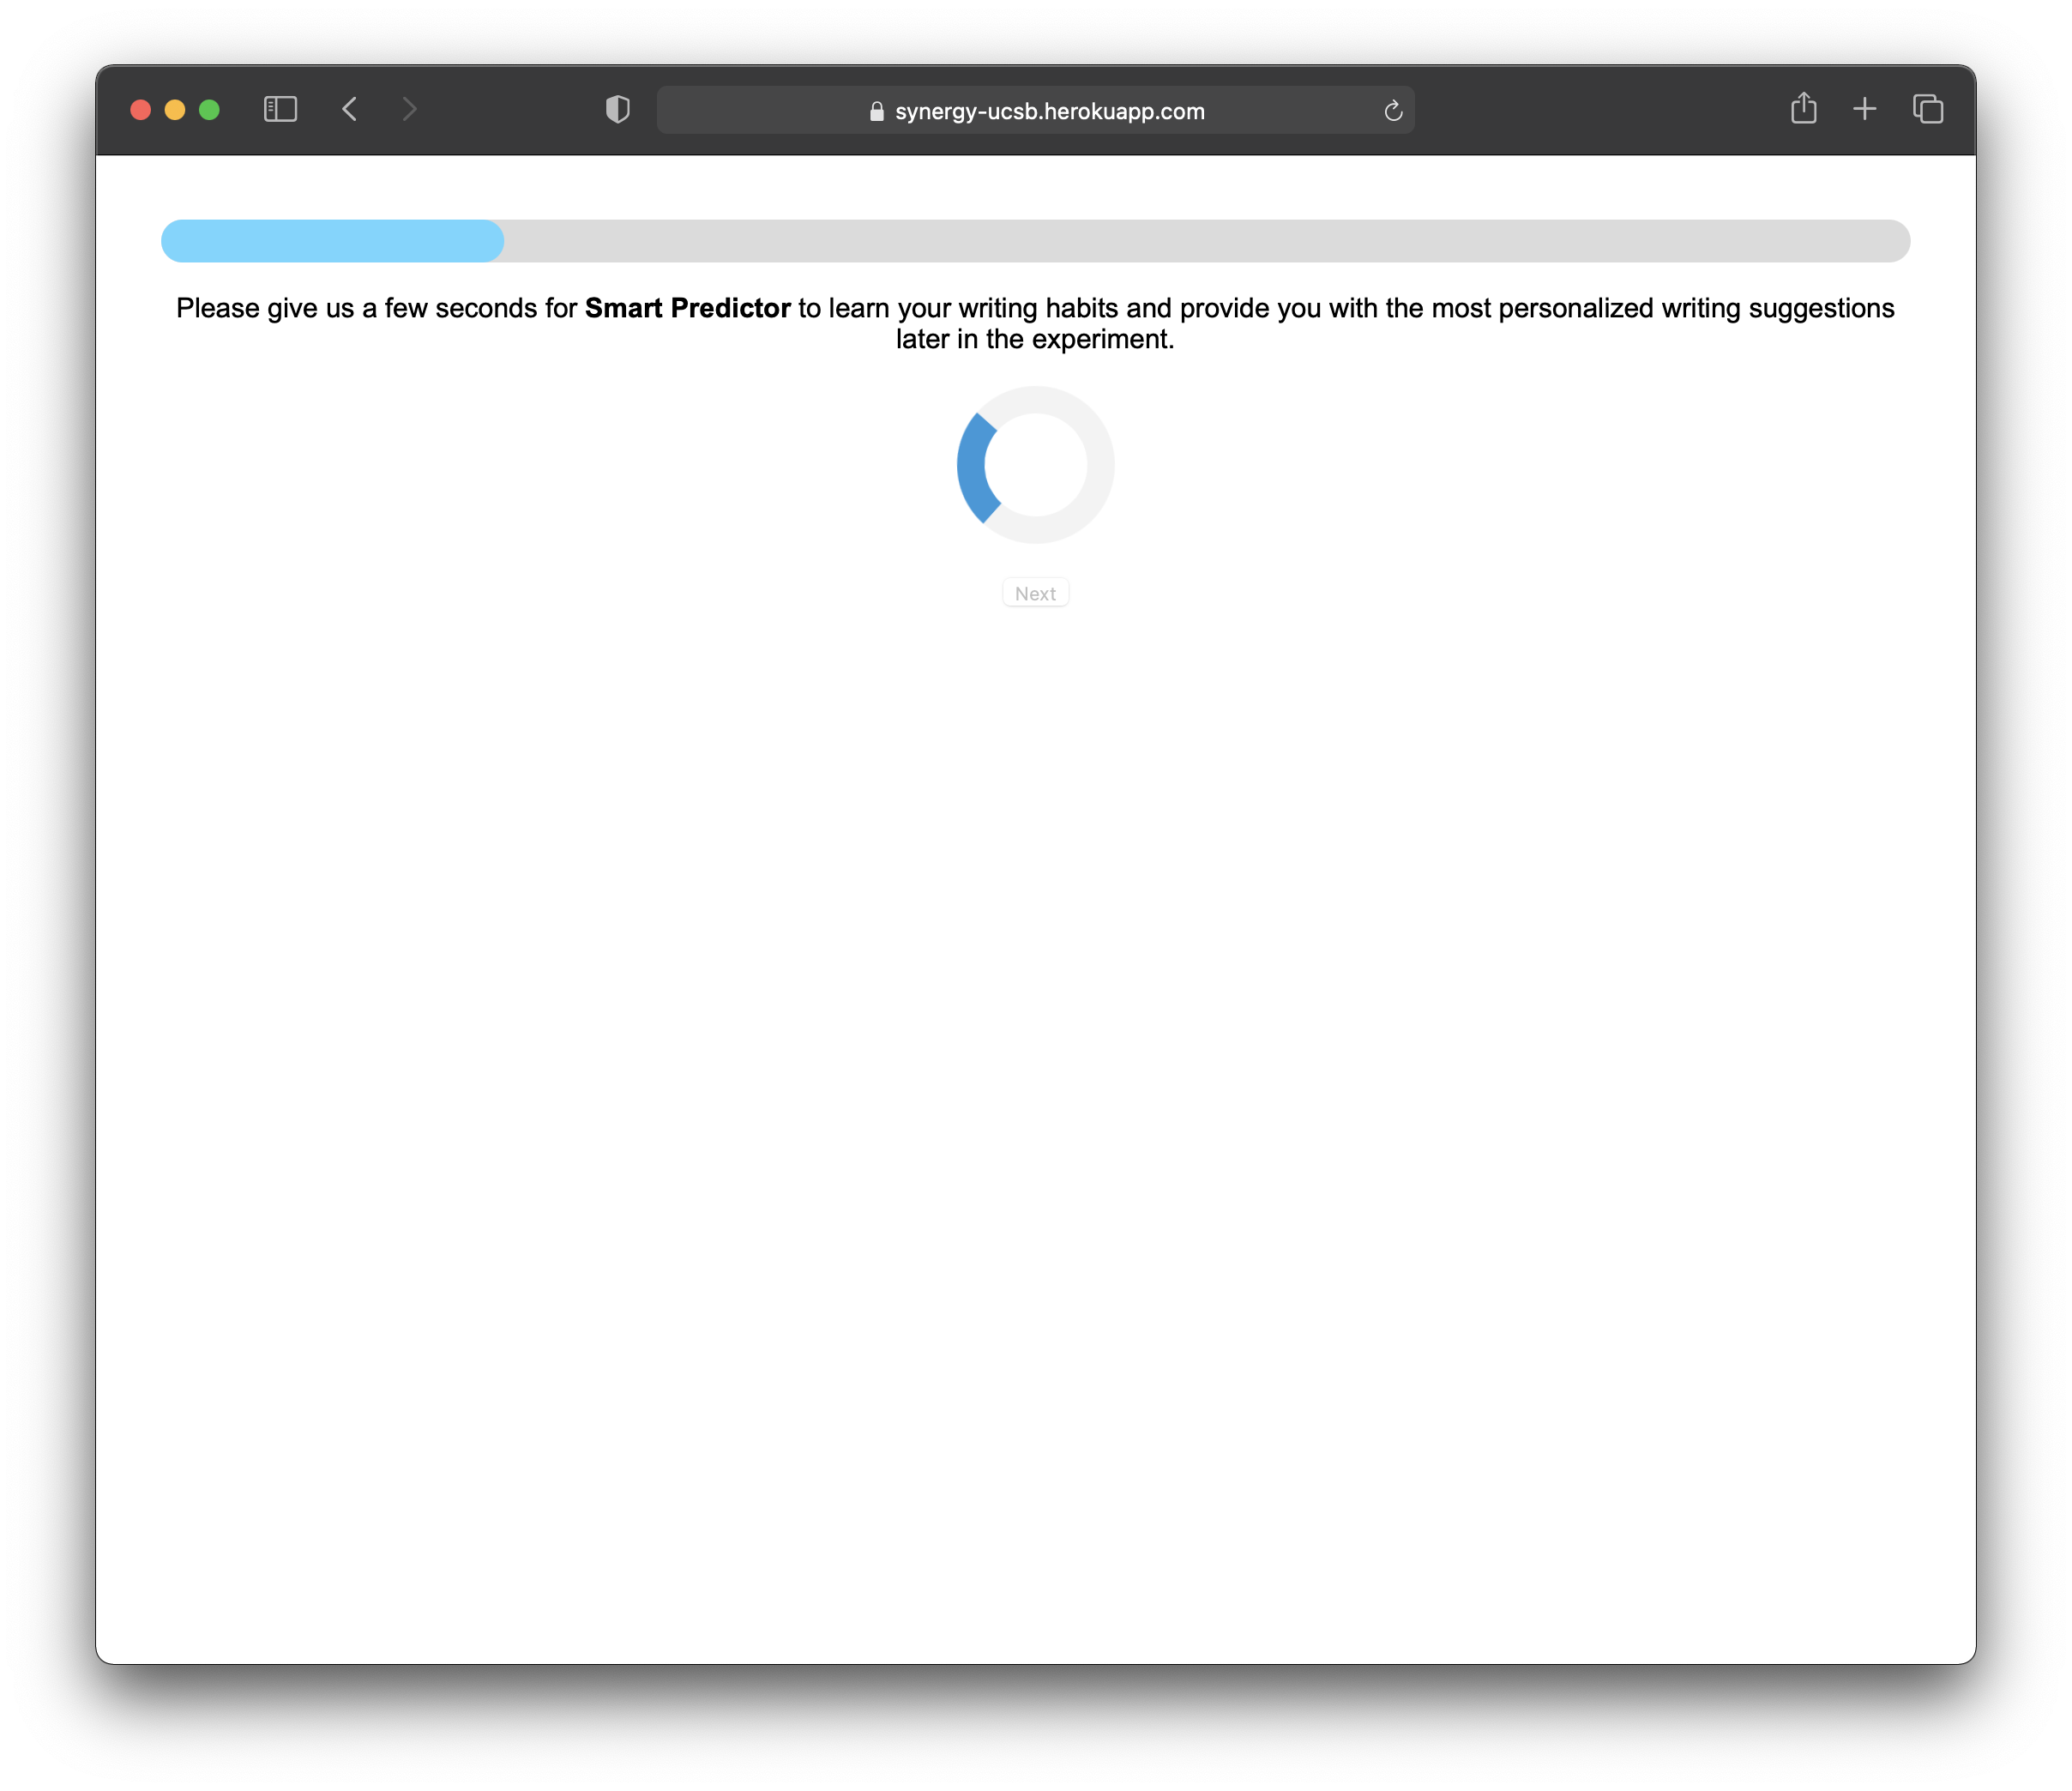 synergy-ucsb.herokuapp.com
Please give us a few seconds for Smart Predictor to learn your writing habits and provide you with the most personalized writing suggestions
later in the experiment.
Next